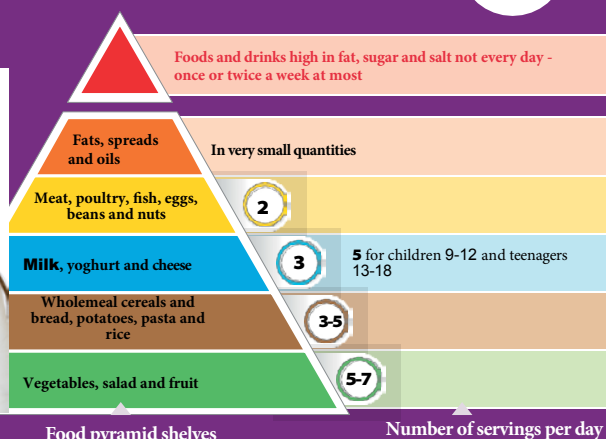 Foods and drinks high in fat, sugar and salt not every day -
once or twice a week at most
Fats, spreads
and oils
In very small quantities
Meat, poultry, fish, eggs,
beans and nuts
2
Milk, yoghurt and cheese
3
5 for children 9-12 and teenagers
13-18
Wholemeal cereals and
bread, potatoes, pasta and
rice
3-5
Vegetables, salad and fruit
5-7
Food pyramid shelves
Number of servings per day